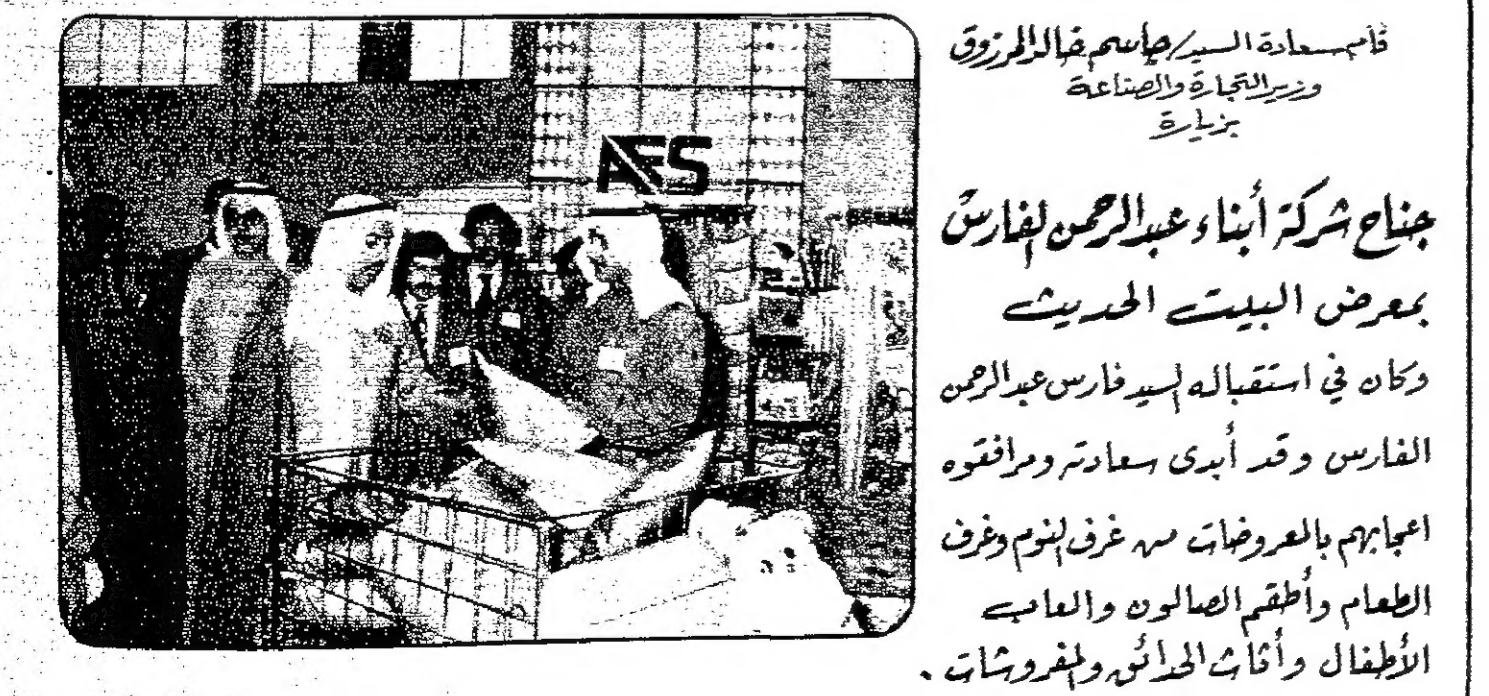 قام سعادة السيد/جاسم خالد المرزوق
وزير التجارة والصناعة
بزيارة
جناح شركة أبناء عبدالرحمن الفارس
بمعرض البيت الحديث
وكان في استقباله السيد فارس عبدالرحمن
الفارس وقد أبدى سعادته ومرافقوه
اعجابهم بالمعروضات من غرف النوم وغرف
الطعام وأطقم الصالون والعاب
الأطفال وأثاث الحدائق والمفروشات .
AFS